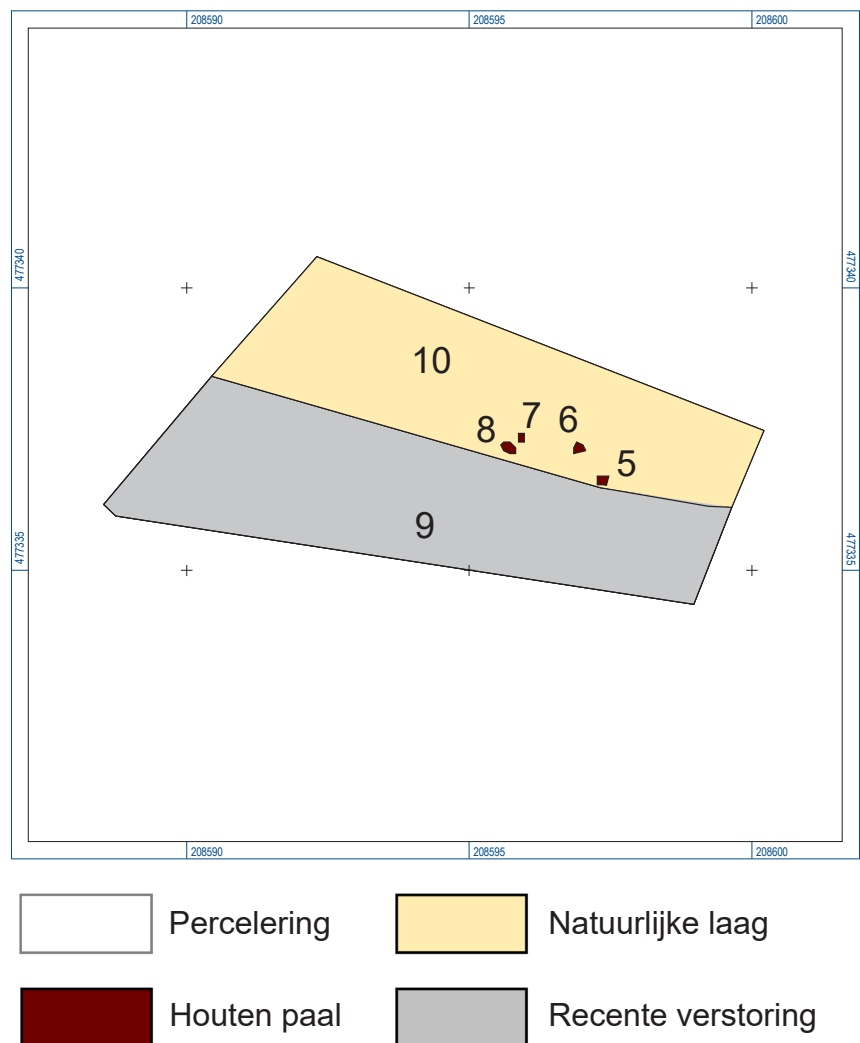 208590 208595 208600
477340 477340
10
7 6
8
5
9
477335 477335
208590 208595 208600
Percelering Natuurlijke laag
Houten paal Recente verstoring